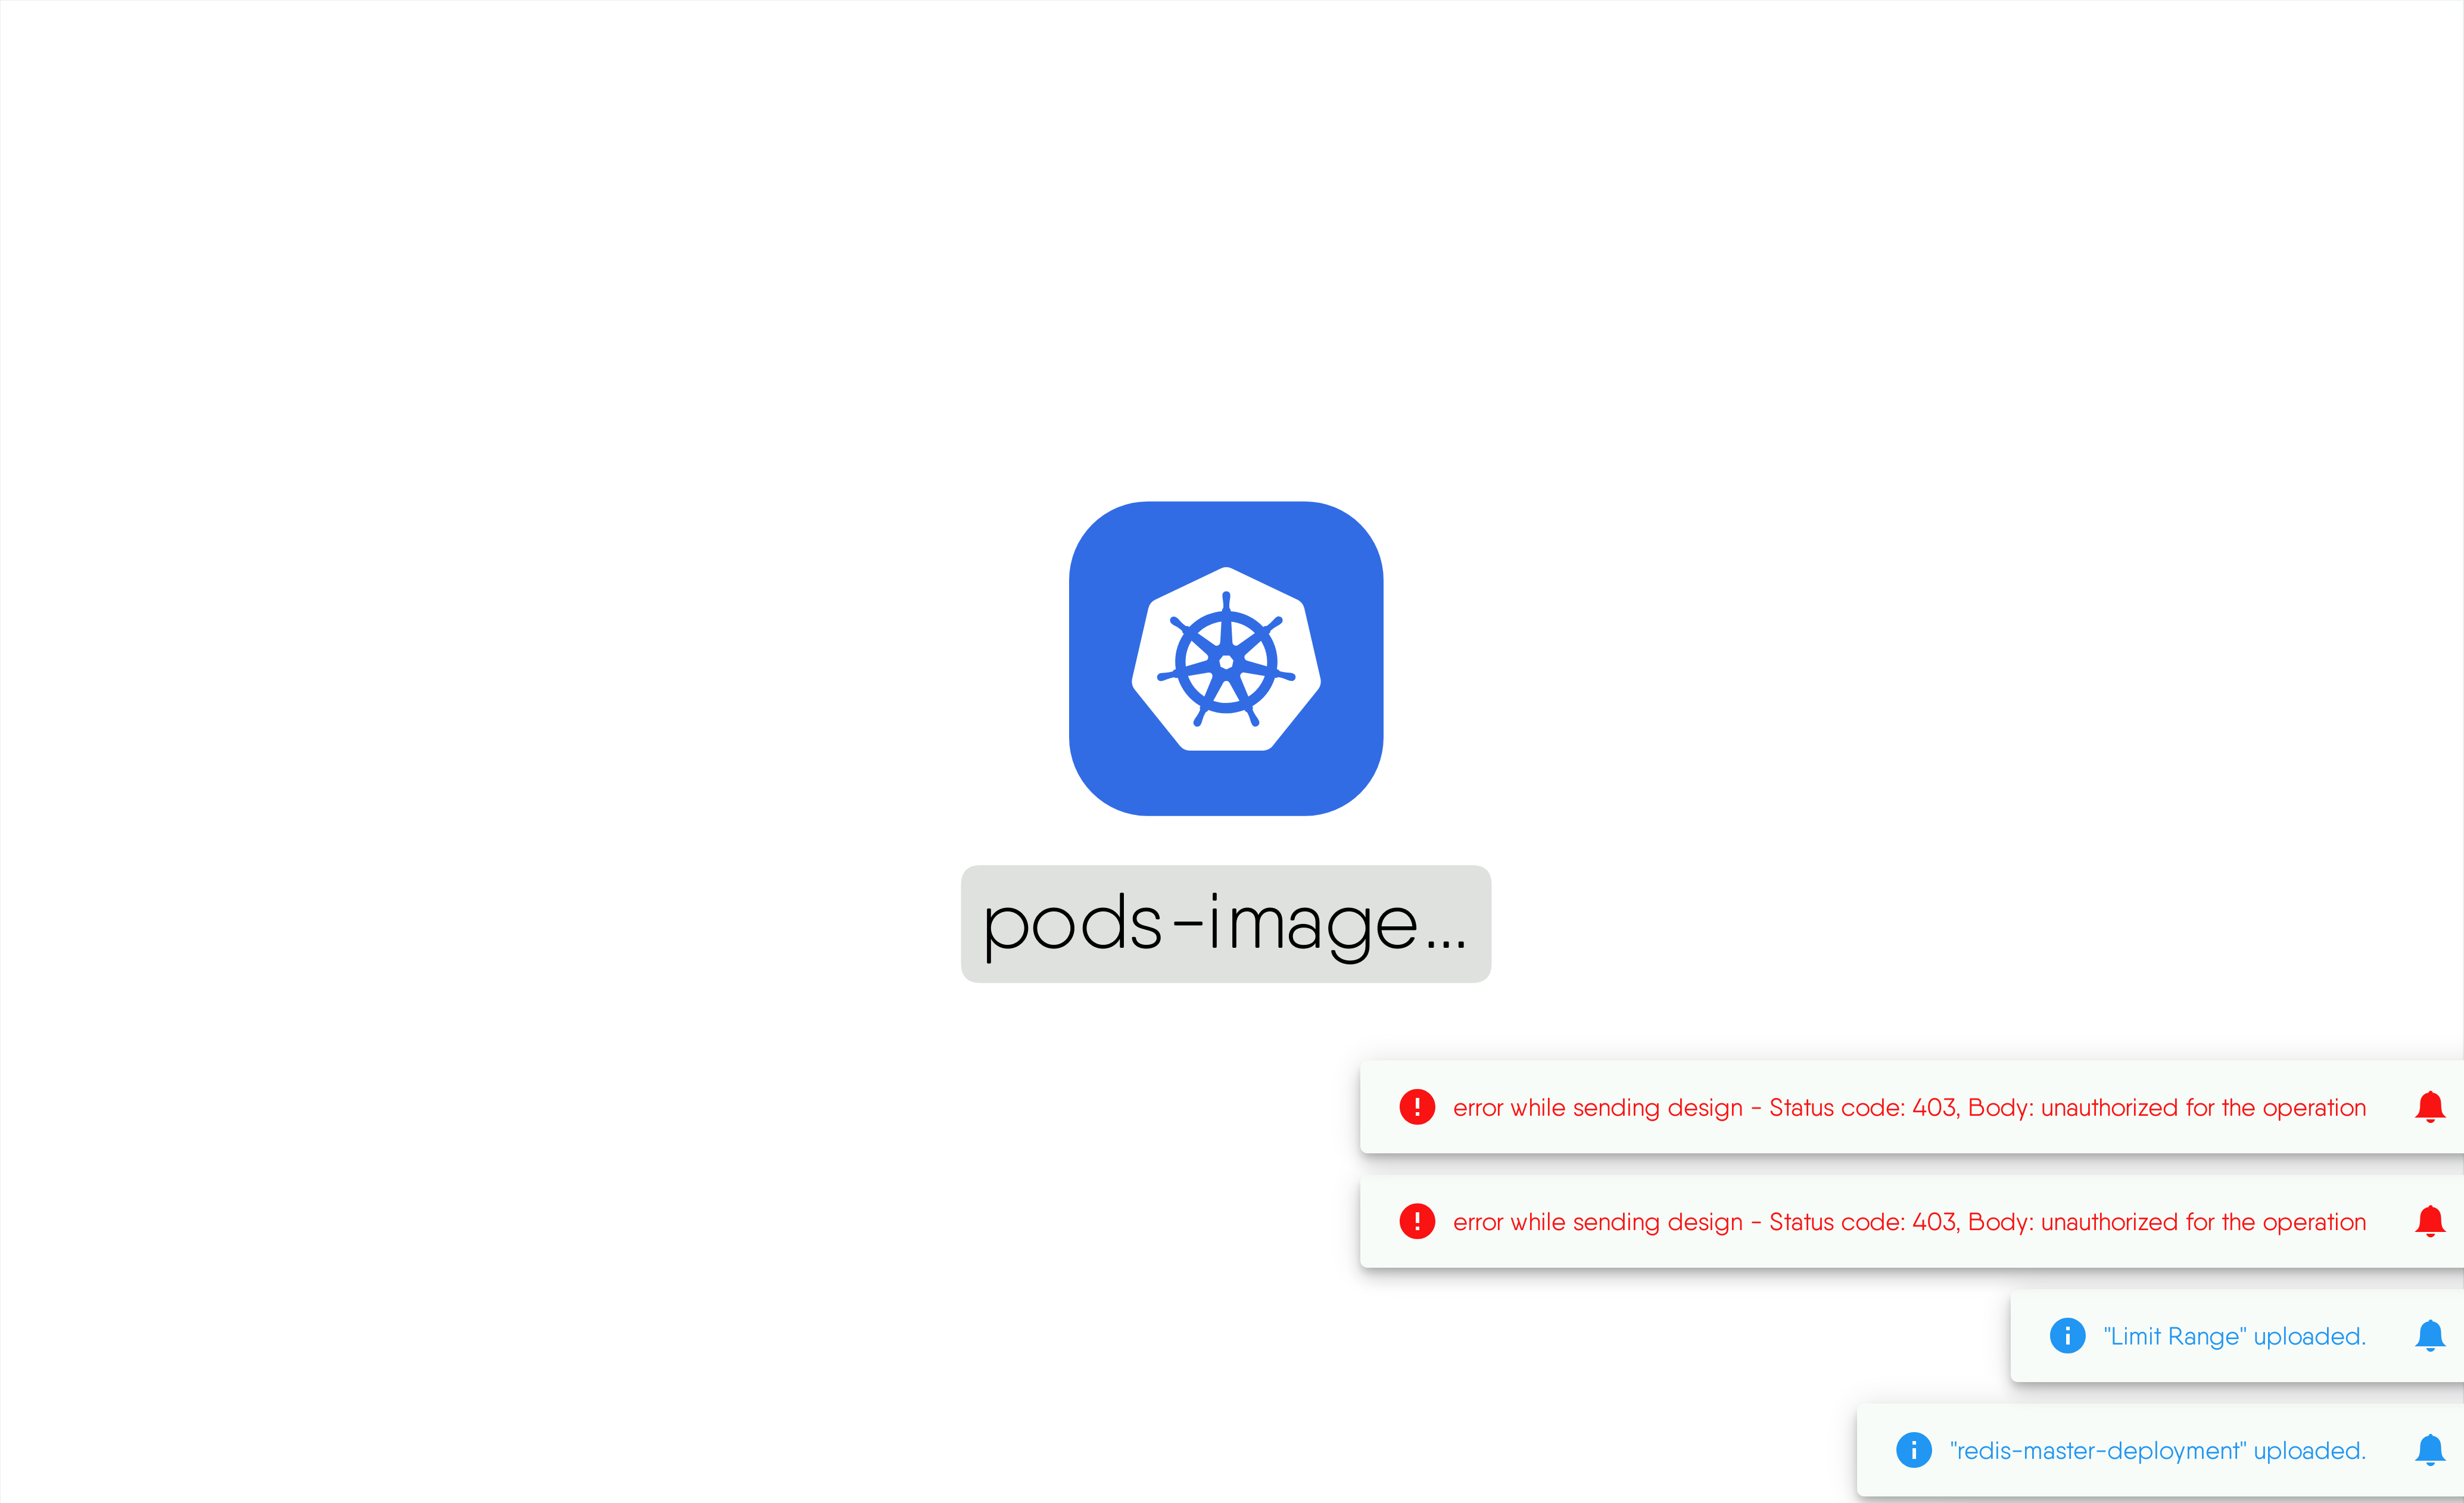 pods-image...
error while sending design - Status code: 403, Body: unauthorized for the operation
error while sending design - Status code: 403, Body: unauthorized for the operation
"Limit Range" uploaded.
"redis-master-deployment" uploaded.